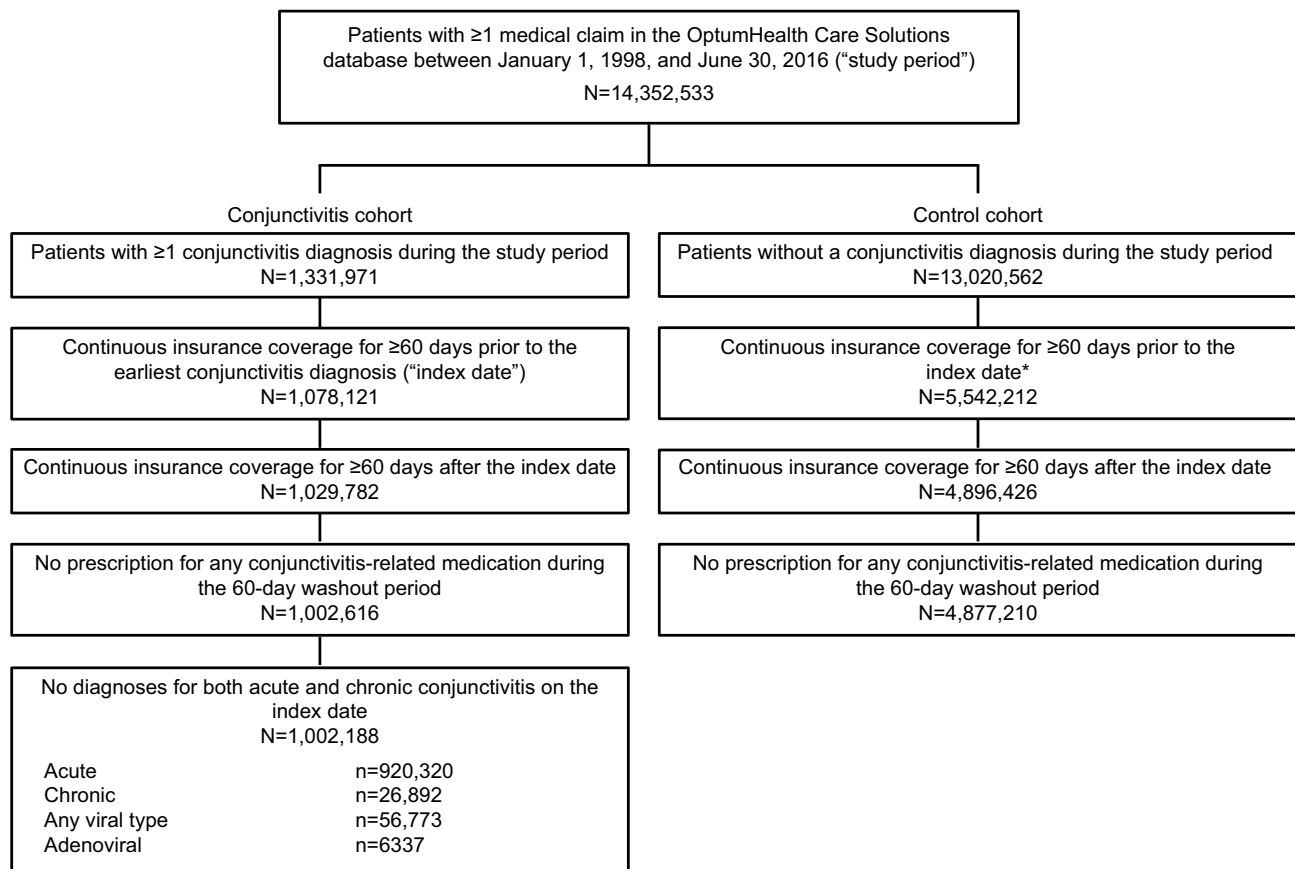 Patients with ≥1 medical claim in the OptumHealth Care Solutions
database between January 1, 1998, and June 30, 2016 (“study period”)
N=14,352,533
Conjunctivitis cohort
Patients with ≥1 conjunctivitis diagnosis during the study period
N=1,331,971
Continuous insurance coverage for ≥60 days prior to the
earliest conjunctivitis diagnosis (“index date”)
N=1,078,121
Continuous insurance coverage for ≥60 days after the index date
N=1,029,782
No prescription for any conjunctivitis-related medication during
the 60-day washout period
N=1,002,616
No diagnoses for both acute and chronic conjunctivitis on the
index date
N=1,002,188
Acute n=920,320
Chronic n=26,892
Any viral type n=56,773
Adenoviral n=6337
Control cohort
Patients without a conjunctivitis diagnosis during the study period
N=13,020,562
Continuous insurance coverage for ≥60 days prior to the
index date*
N=5,542,212
Continuous insurance coverage for ≥60 days after the index date
N=4,896,426
No prescription for any conjunctivitis-related medication during
the 60-day washout period
N=4,877,210